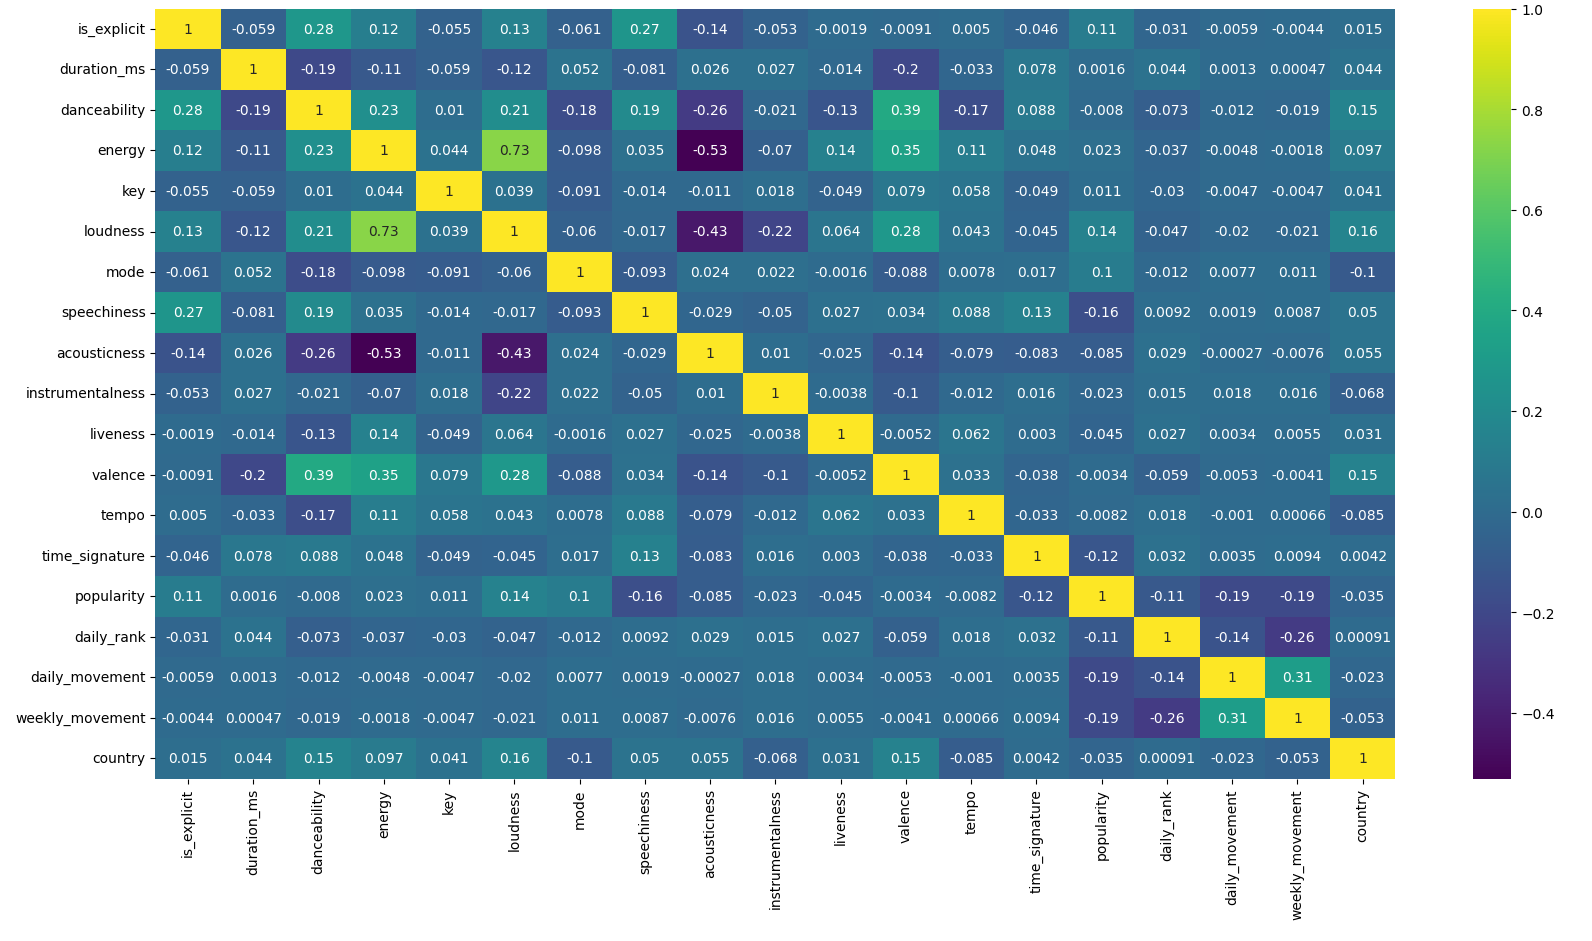 is_explicit 1 -0.059 0.28 0.12 -0.055 0.13 -0.061 0.27 -0.14 -0.053 -0.0019 -0.0091 0.005 -0.046 0.11 -0.031 -0.0059 -0.0044 0.015
duration_ms -0.059 1 -0.19 -0.11 -0.059 -0.12 0.052 -0.081 0.026 0.027 -0.014 -0.2 -0.033 0.078 0.0016 0.044 0.0013 0.00047 0.044
danceability 0.28 -0.19 1 0.23 0.01 0.21 -0.18 0.19 -0.26 -0.021 -0.13 0.39 -0.17 0.088 -0.008 -0.073 -0.012 -0.019 0.15
energy 0.12 -0.11 0.23 1 0.044 0.73 -0.098 0.035 -0.53 -0.07 0.14 0.35 0.11 0.048 0.023 -0.037 -0.0048 -0.0018 0.097
key -0.055 -0.059 0.01 0.044 1 0.039 -0.091 -0.014 -0.011 0.018 -0.049 0.079 0.058 -0.049 0.011 -0.03 -0.0047 -0.0047 0.041
loudness 0.13 -0.12 0.21 0.73 0.039 1 -0.06 -0.017 -0.43 -0.22 0.064 0.28 0.043 -0.045 0.14 -0.047 -0.02 -0.021 0.16
mode -0.061 0.052 -0.18 -0.098 -0.091 -0.06 1 -0.093 0.024 0.022 -0.0016 -0.088 0.0078 0.017 0.1 -0.012 0.0077 0.011 -0.1
speechiness 0.27 -0.081 0.19 0.035 -0.014 -0.017 -0.093 1 -0.029 -0.05 0.027 0.034 0.088 0.13 -0.16 0.0092 0.0019 0.0087 0.05
acousticness -0.14 0.026 -0.26 -0.53 -0.011 -0.43 0.024 -0.029 1 0.01 -0.025 -0.14 -0.079 -0.083 -0.085 0.029 -0.00027 -0.0076 0.055
instrumentalness -0.053 0.027 -0.021 -0.07 0.018 -0.22 0.022 -0.05 0.01 1 -0.0038 -0.1 -0.012 0.016 -0.023 0.015 0.018 0.016 -0.068
liveness -0.0019 -0.014 -0.13 0.14 -0.049 0.064 -0.0016 0.027 -0.025 -0.0038 1 -0.0052 0.062 0.003 -0.045 0.027 0.0034 0.0055 0.031
valence -0.0091 -0.2 0.39 0.35 0.079 0.28 -0.088 0.034 -0.14 -0.1 -0.0052 1 0.033 -0.038 -0.0034 -0.059 -0.0053 -0.0041 0.15
tempo 0.005 -0.033 -0.17 0.11 0.058 0.043 0.0078 0.088 -0.079 -0.012 0.062 0.033 1 -0.033 -0.0082 0.018 -0.001 0.00066 -0.085
time_signature -0.046 0.078 0.088 0.048 -0.049 -0.045 0.017 0.13 -0.083 0.016 0.003 -0.038 -0.033 1 -0.12 0.032 0.0035 0.0094 0.0042
popularity 0.11 0.0016 -0.008 0.023 0.011 0.14 0.1 -0.16 -0.085 -0.023 -0.045 -0.0034 -0.0082 -0.12 1 -0.11 -0.19 -0.19 -0.035
daily_rank -0.031 0.044 -0.073 -0.037 -0.03 -0.047 -0.012 0.0092 0.029 0.015 0.027 -0.059 0.018 0.032 -0.11 1 -0.14 -0.26 0.00091
daily_movement -0.0059 0.0013 -0.012 -0.0048 -0.0047 -0.02 0.0077 0.0019 -0.00027 0.018 0.0034 -0.0053 -0.001 0.0035 -0.19 -0.14 1 0.31 -0.023
weekly_movement -0.0044 0.00047 -0.019 -0.0018 -0.0047 -0.021 0.011 0.0087 -0.0076 0.016 0.0055 -0.0041 0.00066 0.0094 -0.19 -0.26 0.31 1 -0.053
country 0.015 0.044 0.15 0.097 0.041 0.16 -0.1 0.05 0.055 -0.068 0.031 0.15 -0.085 0.0042 -0.035 0.00091 -0.023 -0.053 1
is_explicit duration_ms danceability energy key loudness mode speechiness acousticness instrumentalness liveness valence tempo time_signature popularity daily_rank daily_movement weekly_movement country
1.0
0.8
0.6
0.4
0.2
0.0
−0.2
−0.4